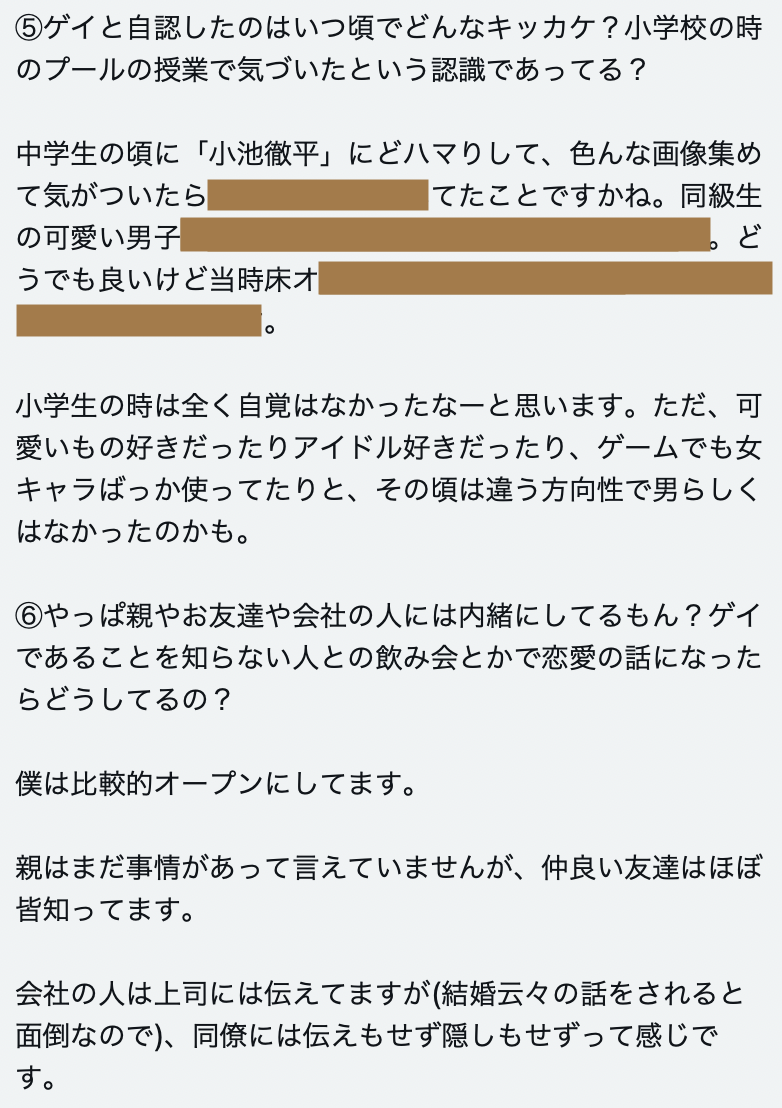 ⑤ゲイと自認したのはいつ頃でどんなキッカケ？小学校の時
のプールの授業で気づいたという認識であってる？
中学生の頃に「小池徹平」にどハマりして、色んな画像集め
て気がついたら てたことですかね。同級生
の可愛い男子 。ど
うでも良いけど当時床オ
。
小学生の時は全く自覚はなかったなーと思います。ただ、可
愛いもの好きだったりアイドル好きだったり、ゲームでも女
キャラばっか使ってたりと、その頃は違う方向性で男らしく
はなかったのかも。
⑥やっぱ親やお友達や会社の人には内緒にしてるもん？ゲイ
であることを知らない人との飲み会とかで恋愛の話になった
らどうしてるの？
僕は比較的オープンにしてます。
親はまだ事情があって言えていませんが、仲良い友達はほぼ
皆知ってます。
会社の人は上司には伝えてますが(結婚云々の話をされると
面倒なので)、同僚には伝えもせず隠しもせずって感じで
す。